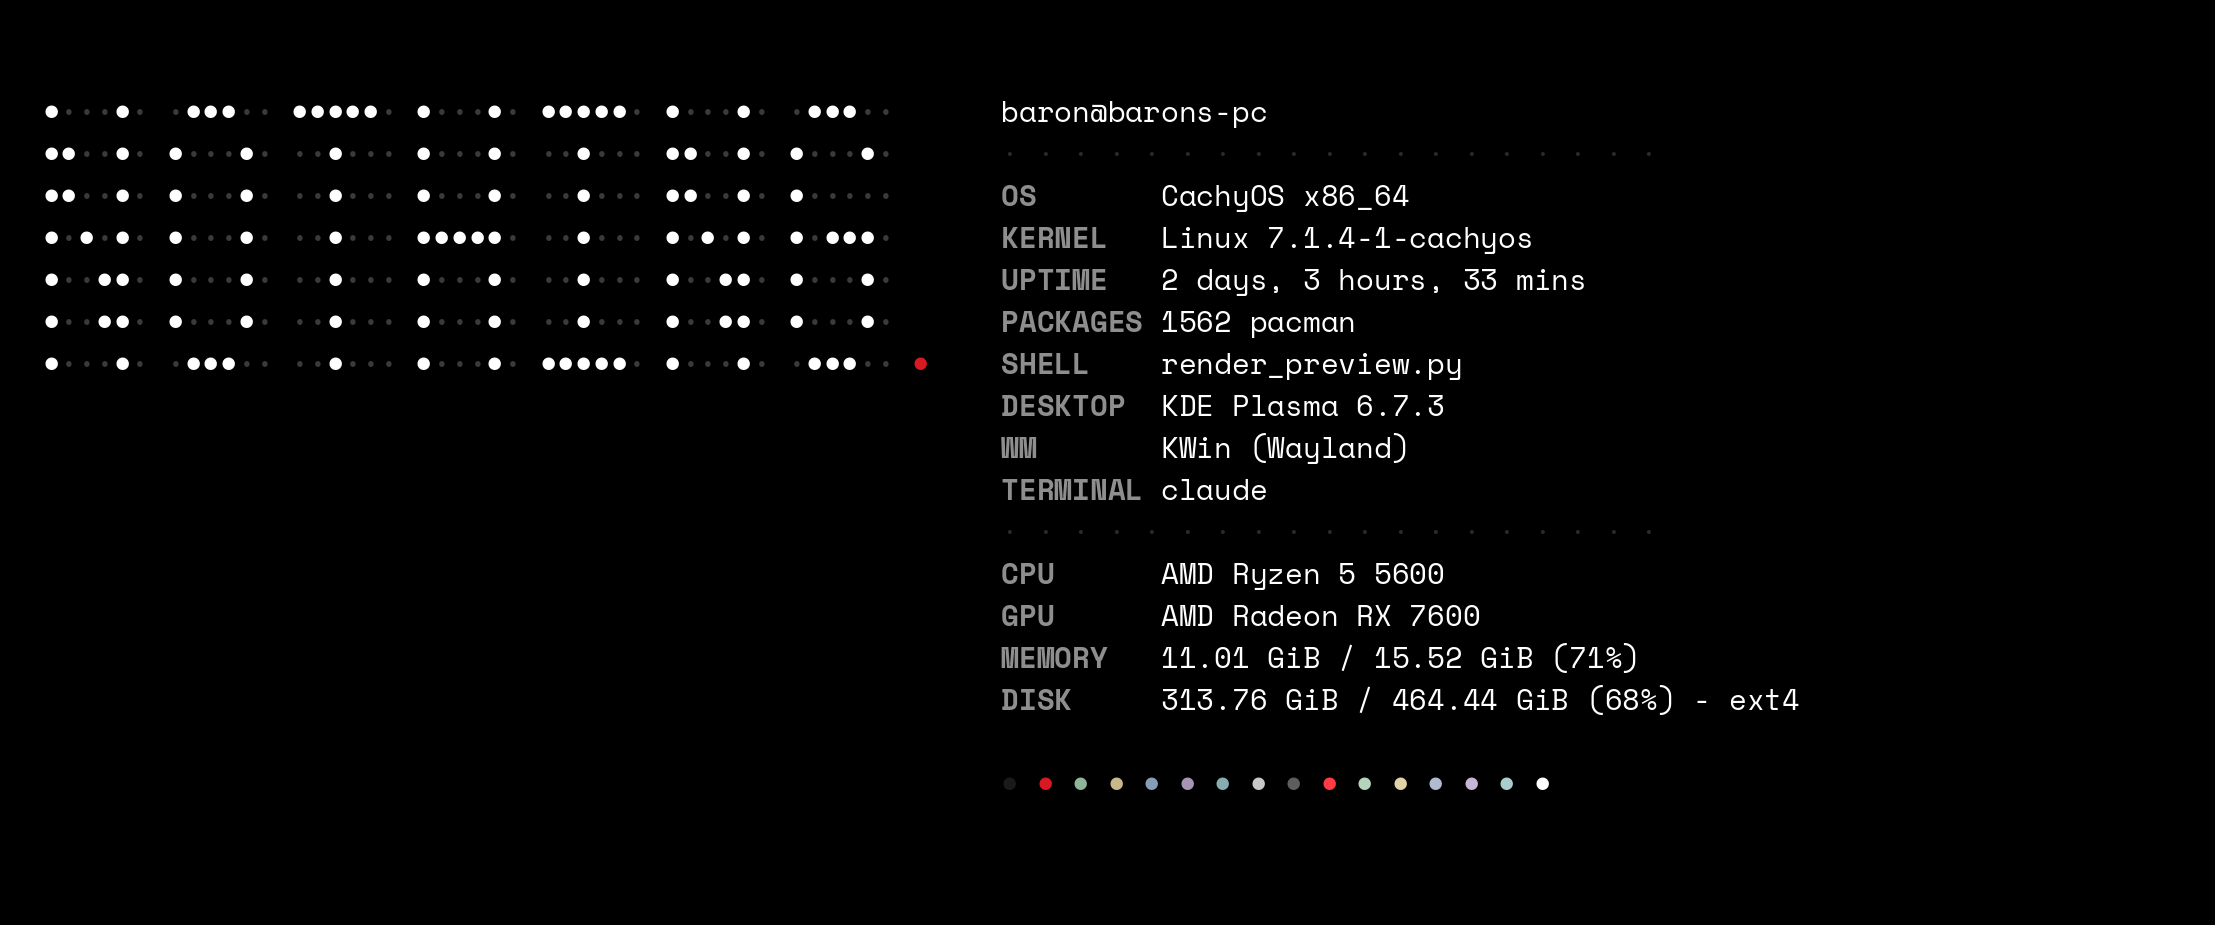 NOTHING
baron@barons-pc
OS CachyOS x86_64
KERNEL Linux 7.1.4-1-cachyos
UPTIME 2 days, 3 hours, 33 mins
PACKAGES 1562 pacman
SHELL render_preview.py
DESKTOP KDE Plasma 6.7.3
WM KWin (Wayland)
TERMINAL claude
CPU AMD Ryzen 5 5600
GPU AMD Radeon RX 7600
MEMORY 11.01 GiB / 15.52 GiB (71%)
DISK 313.76 GiB / 464.44 GiB (68%) - ext4